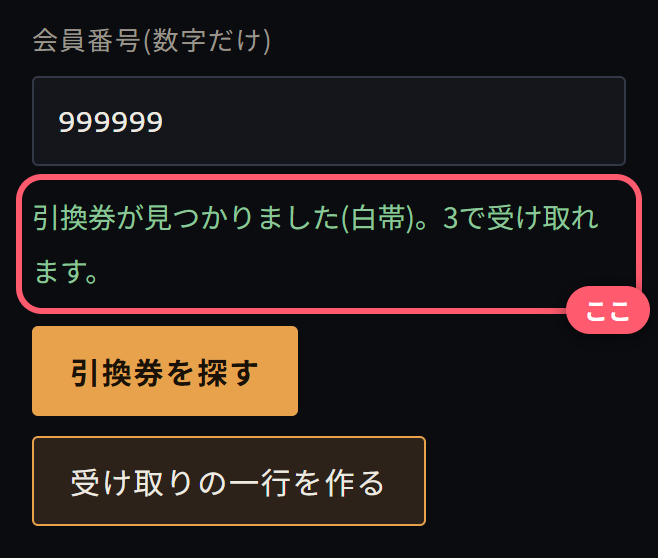 会員番号(数字だけ)
999999
引換券が見つかりました(白帯)。3で受け取れ
ます。
ここ
引換券を探す
受け取りの一行を作る